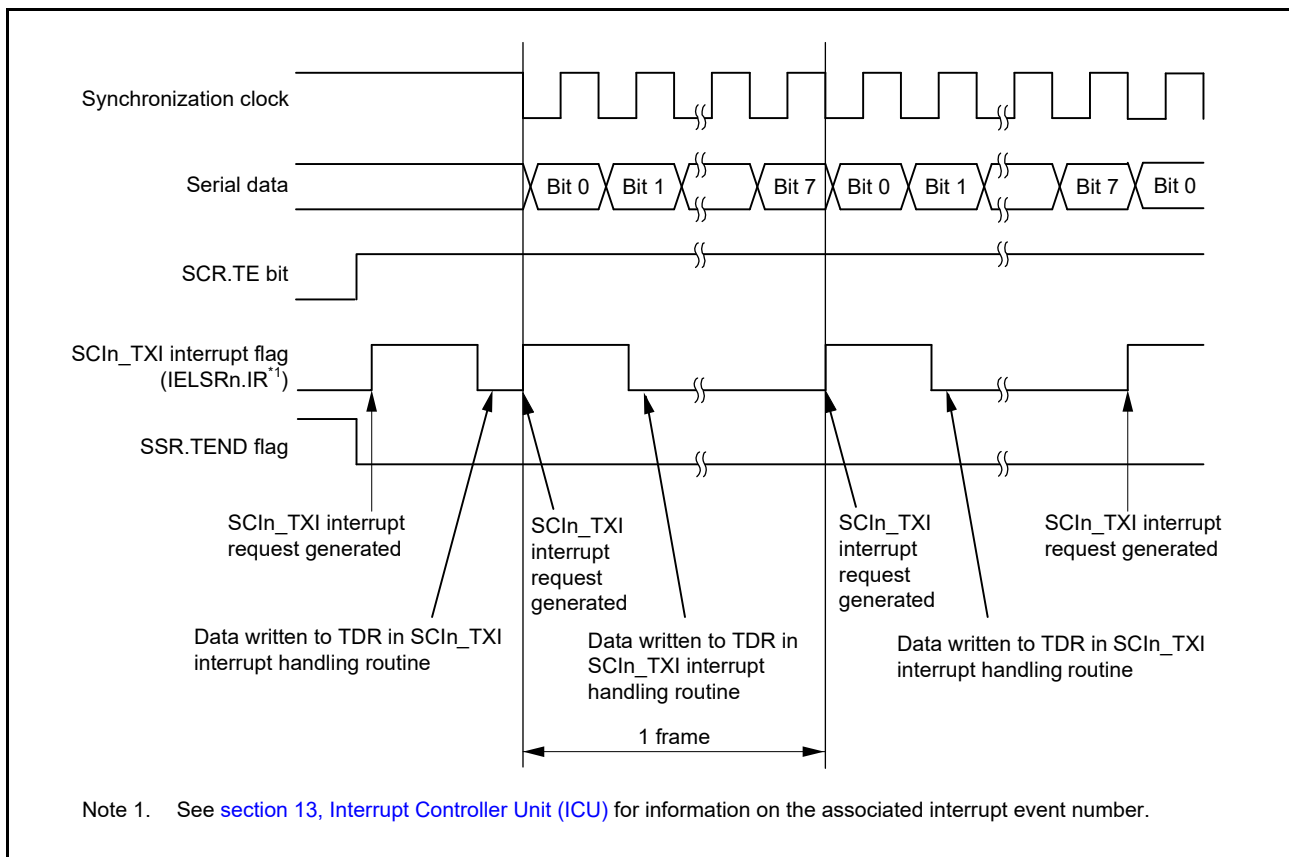 Synchronization clock
Serial data
Bit 0 Bit 1 Bit 7 Bit 0 Bit 1 Bit 7 Bit 0
SCR.TE bit
SCIn_TXI interrupt flag
(IELSRn.IR*1)
SSR.TEND flag
SCIn_TXI interrupt
request generated
SCIn_TXI
interrupt
request
generated
SCIn_TXI
interrupt
request
generated
SCIn_TXI interrupt
request generated
Data written to TDR in SCIn_TXI
interrupt handling routine
Data written to TDR in
SCIn_TXI interrupt
handling routine
Data written to TDR in SCIn_TXI
interrupt handling routine
1 frame
Note 1. See section 13, Interrupt Controller Unit (ICU) for information on the associated interrupt event number.